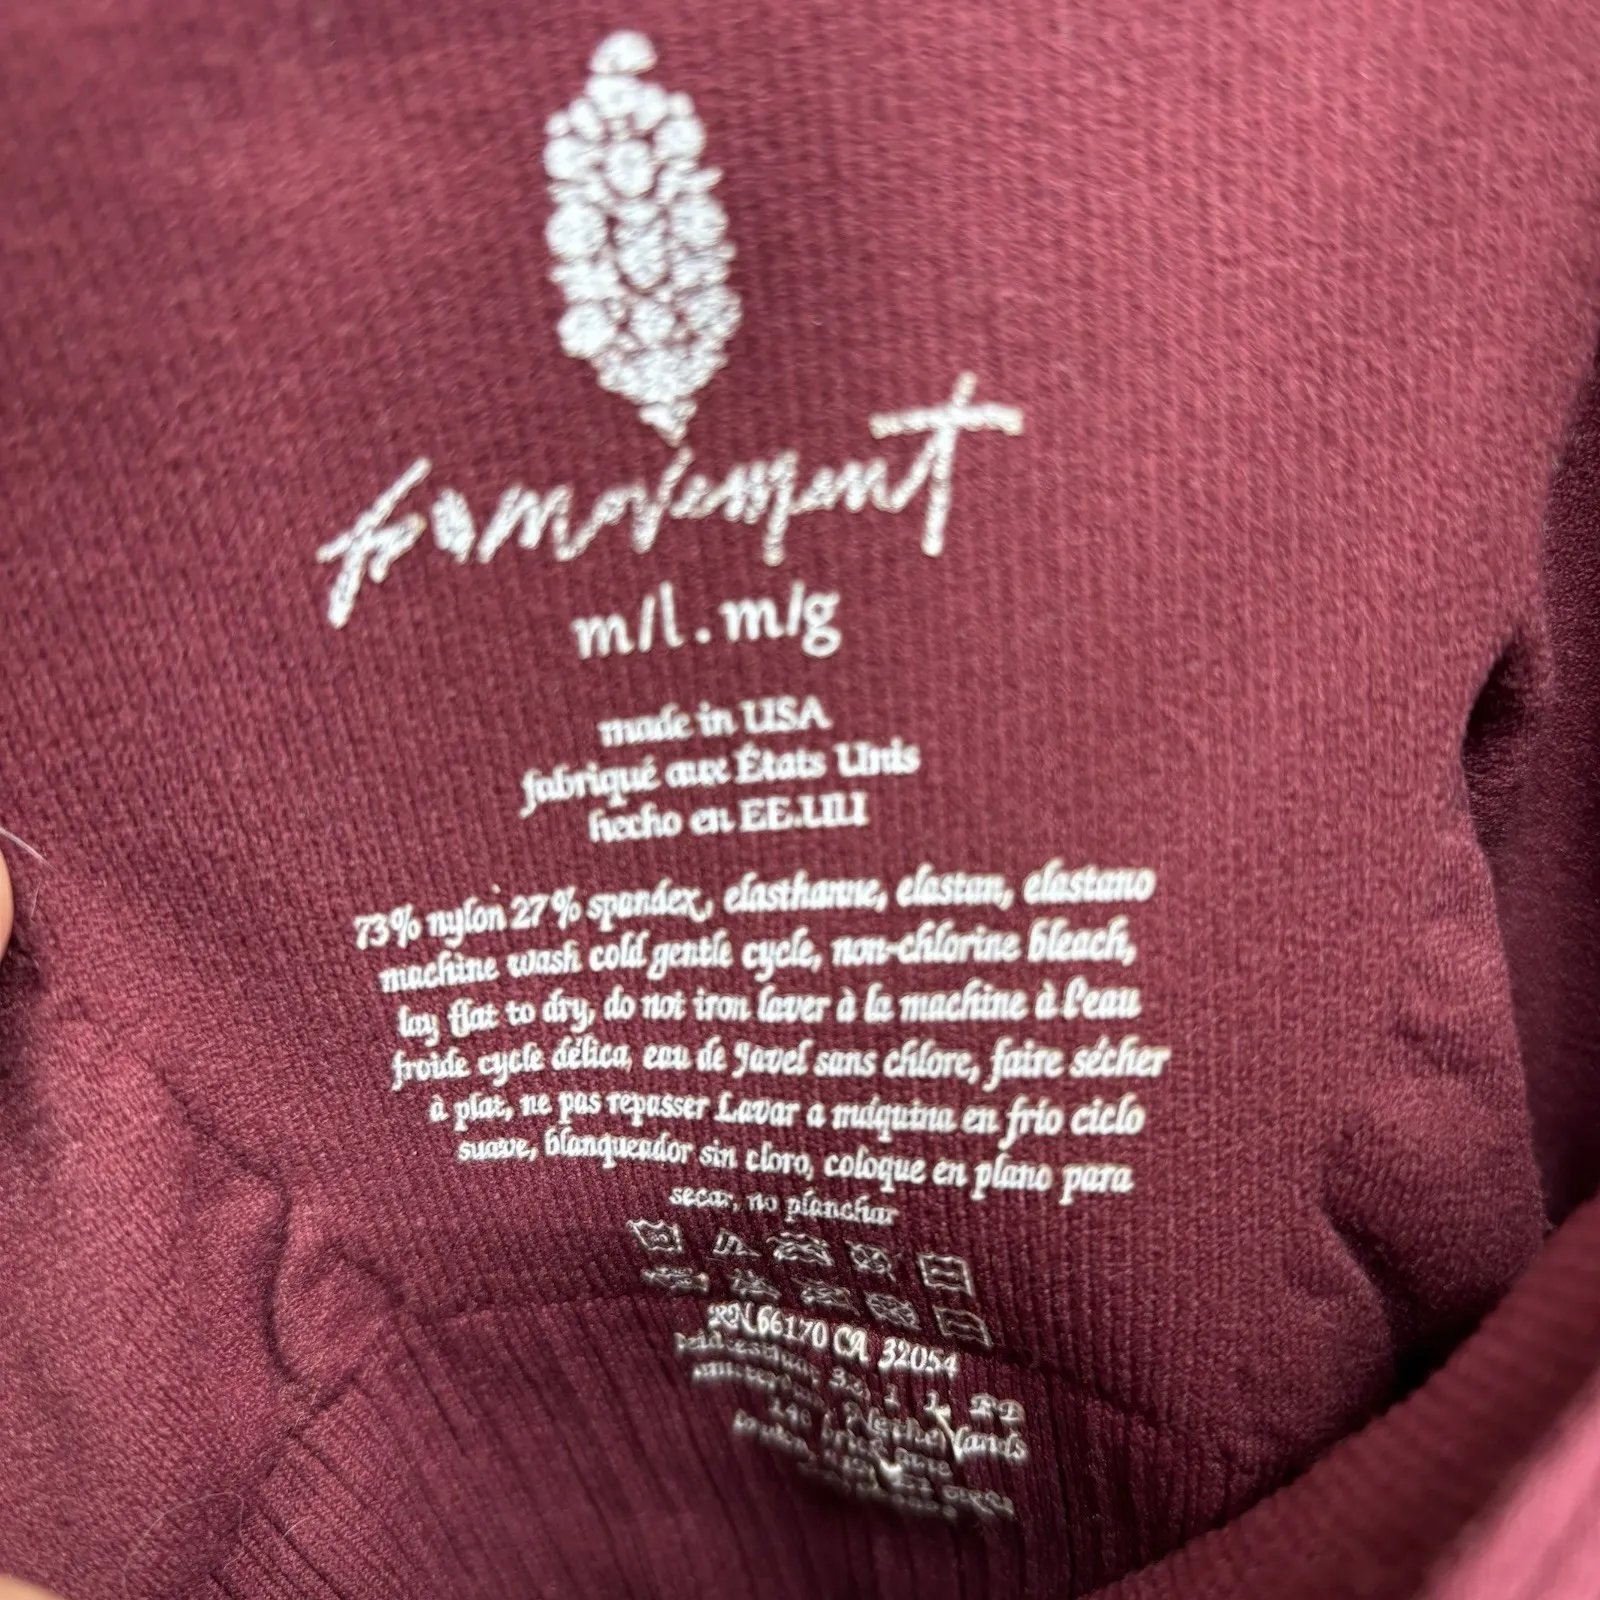 fp movement
m/l . m/g
made in USA
fabriqué aux États Unis
hecho en EE.UU
73% nylon 27% spandex, elasthanne, elastan, elastano
machine wash cold gentle cycle, non-chlorine bleach,
lay flat to dry, do not iron laver à la machine à l'eau
froide cycle délica, eau de Javel sans chlore, faire sécher
à plat, ne pas repasser Lavar a máquina en frío ciclo
suave, blanqueador sin cloro, coloque en plano para
secar, no planchar
RN 66170 CA 32054
Netherlands